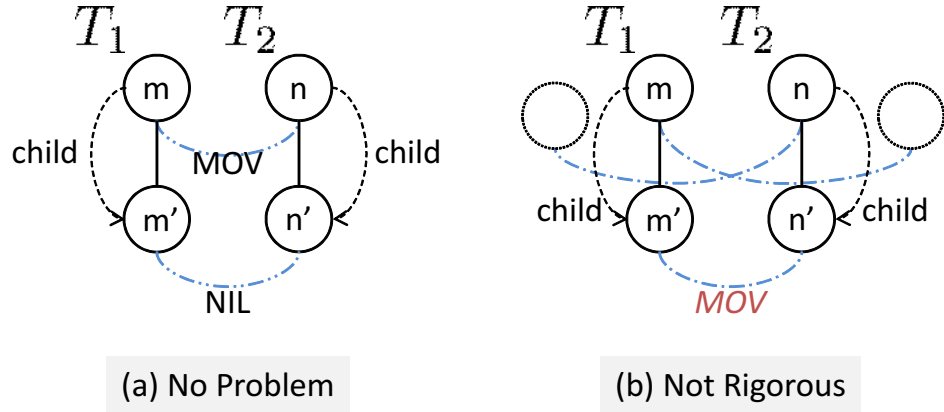 T₁ T₂ T₁ T₂
m n m n
child MOV child
m' n' child m' n' child
NIL MOV
(a) No Problem (b) Not Rigorous